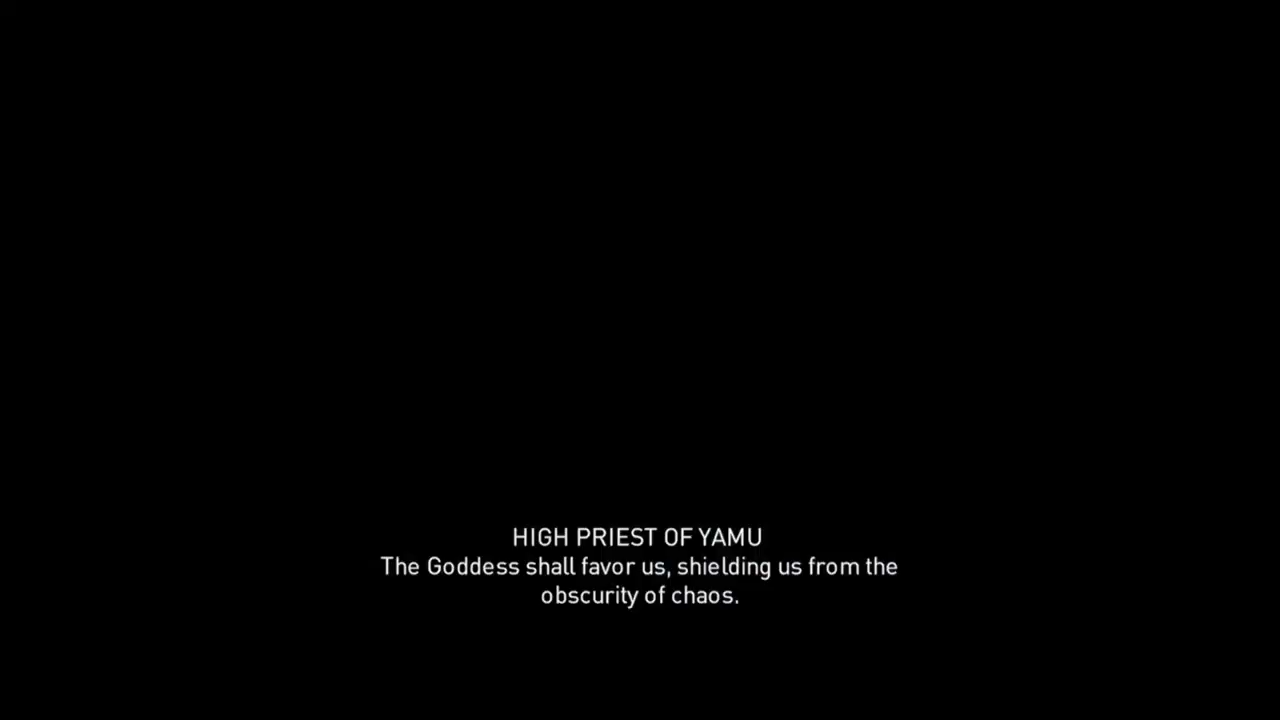 HIGH PRIEST OF YAMU
The Goddess shall favor us, shielding us from the
obscurity of chaos.